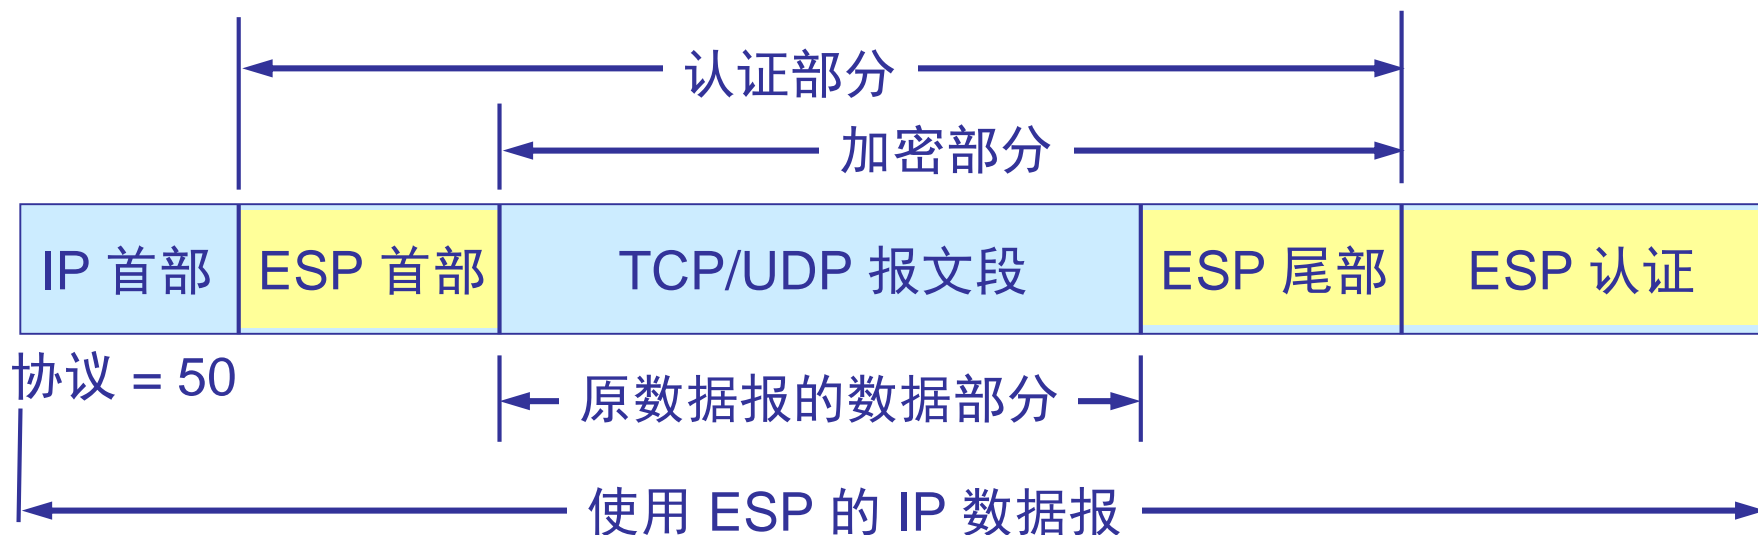 认证部分
加密部分
IP 首部 ESP 首部 TCP/UDP 报文段 ESP 尾部 ESP 认证
协议 = 50
原数据报的数据部分
使用 ESP 的 IP 数据报